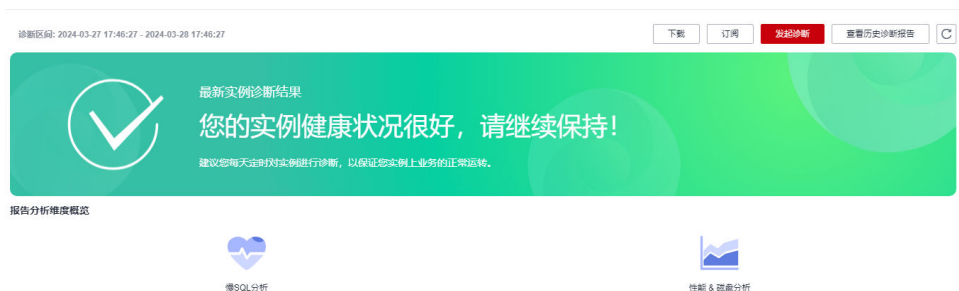 诊断区间: 2024-03-27 17:46:27 - 2024-03-28 17:46:27
下载
订阅
发起诊断
查看历史诊断报告
最新实例诊断结果
您的实例健康状况很好，请继续保持！
建议您每天定时对实例进行诊断，以保证您实例上业务的正常运转。
报告分析维度概览
慢SQL分析
性能 & 磁盘分析